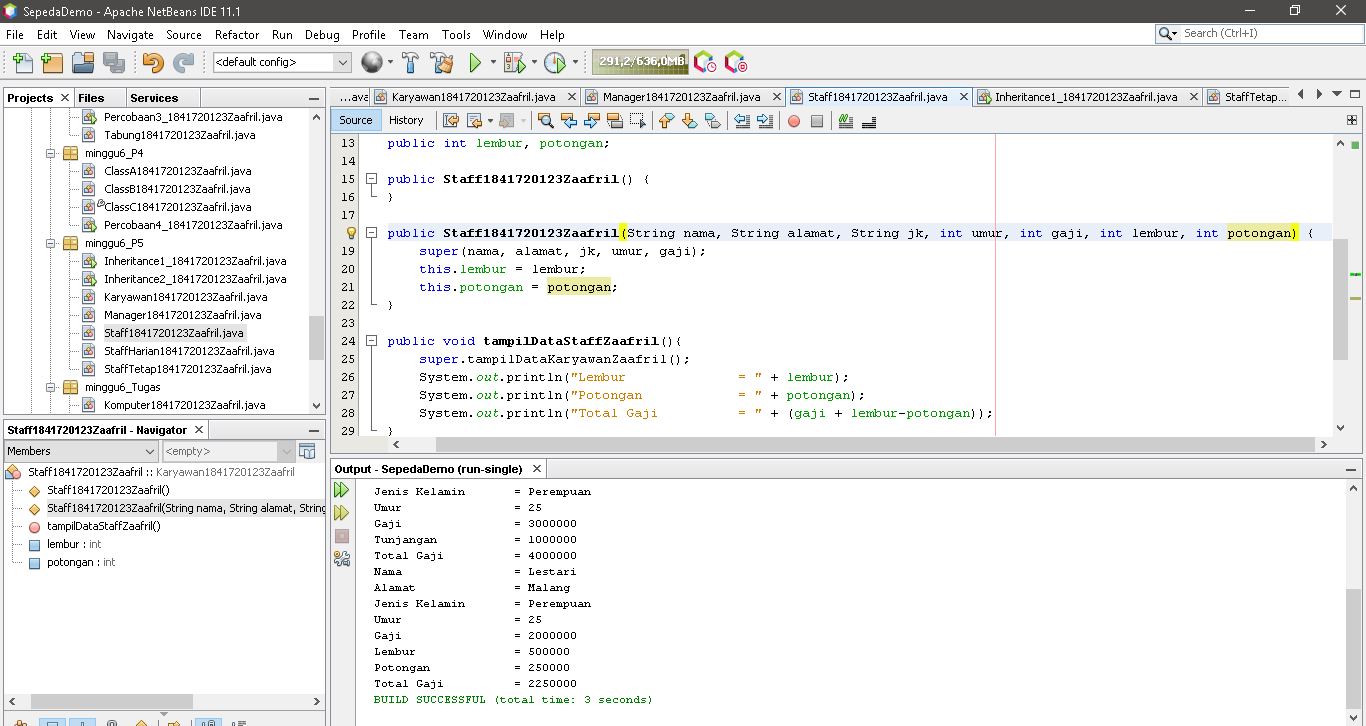 SepedaDemo - Apache NetBeans IDE 11.1
File Edit View Navigate Source Refactor Run Debug Profile Team Tools Window Help
Search (Ctrl+I)
<default config>
291,2/636,0MB
Projects Files Services
Percobaan3_1841720123Zaafril.java
Tabung1841720123Zaafril.java
minggu6_P4
ClassA1841720123Zaafril.java
ClassB1841720123Zaafril.java
ClassC1841720123Zaafril.java
Percobaan4_1841720123Zaafril.java
minggu6_P5
Inheritance1_1841720123Zaafril.java
Inheritance2_1841720123Zaafril.java
Karyawan1841720123Zaafril.java
Manager1841720123Zaafril.java
Staff1841720123Zaafril.java
StaffHarian1841720123Zaafril.java
StaffTetap1841720123Zaafril.java
minggu6_Tugas
Komputer1841720123Zaafril.java
Staff1841720123Zaafril - Navigator
Members <empty>
Staff1841720123Zaafril :: Karyawan1841720123Zaafril
Staff1841720123Zaafril()
Staff1841720123Zaafril(String nama, String alamat, String
tampilDataStaffZaafril()
lembur : int
potongan : int
...ava Karyawan1841720123Zaafril.java Manager1841720123Zaafril.java Staff1841720123Zaafril.java Inheritance1_1841720123Zaafril.java StaffTetap...
Source History
13 public int lembur, potongan;
14
15 public Staff1841720123Zaafril() {
16 }
17
public Staff1841720123Zaafril(String nama, String alamat, String jk, int umur, int gaji, int lembur, int potongan) {
19 super(nama, alamat, jk, umur, gaji);
20 this.lembur = lembur;
21 this.potongan = potongan;
22 }
23
24 public void tampilDataStaffZaafril(){
25 super.tampilDataKaryawanZaafril();
26 System.out.println("Lembur = " + lembur);
27 System.out.println("Potongan = " + potongan);
28 System.out.println("Total Gaji = " + (gaji + lembur-potongan));
29 }
Output - SepedaDemo (run-single)
Jenis Kelamin = Perempuan
Umur = 25
Gaji = 3000000
Tunjangan = 1000000
Total Gaji = 4000000
Nama = Lestari
Alamat = Malang
Jenis Kelamin = Perempuan
Umur = 25
Gaji = 2000000
Lembur = 500000
Potongan = 250000
Total Gaji = 2250000
BUILD SUCCESSFUL (total time: 3 seconds)